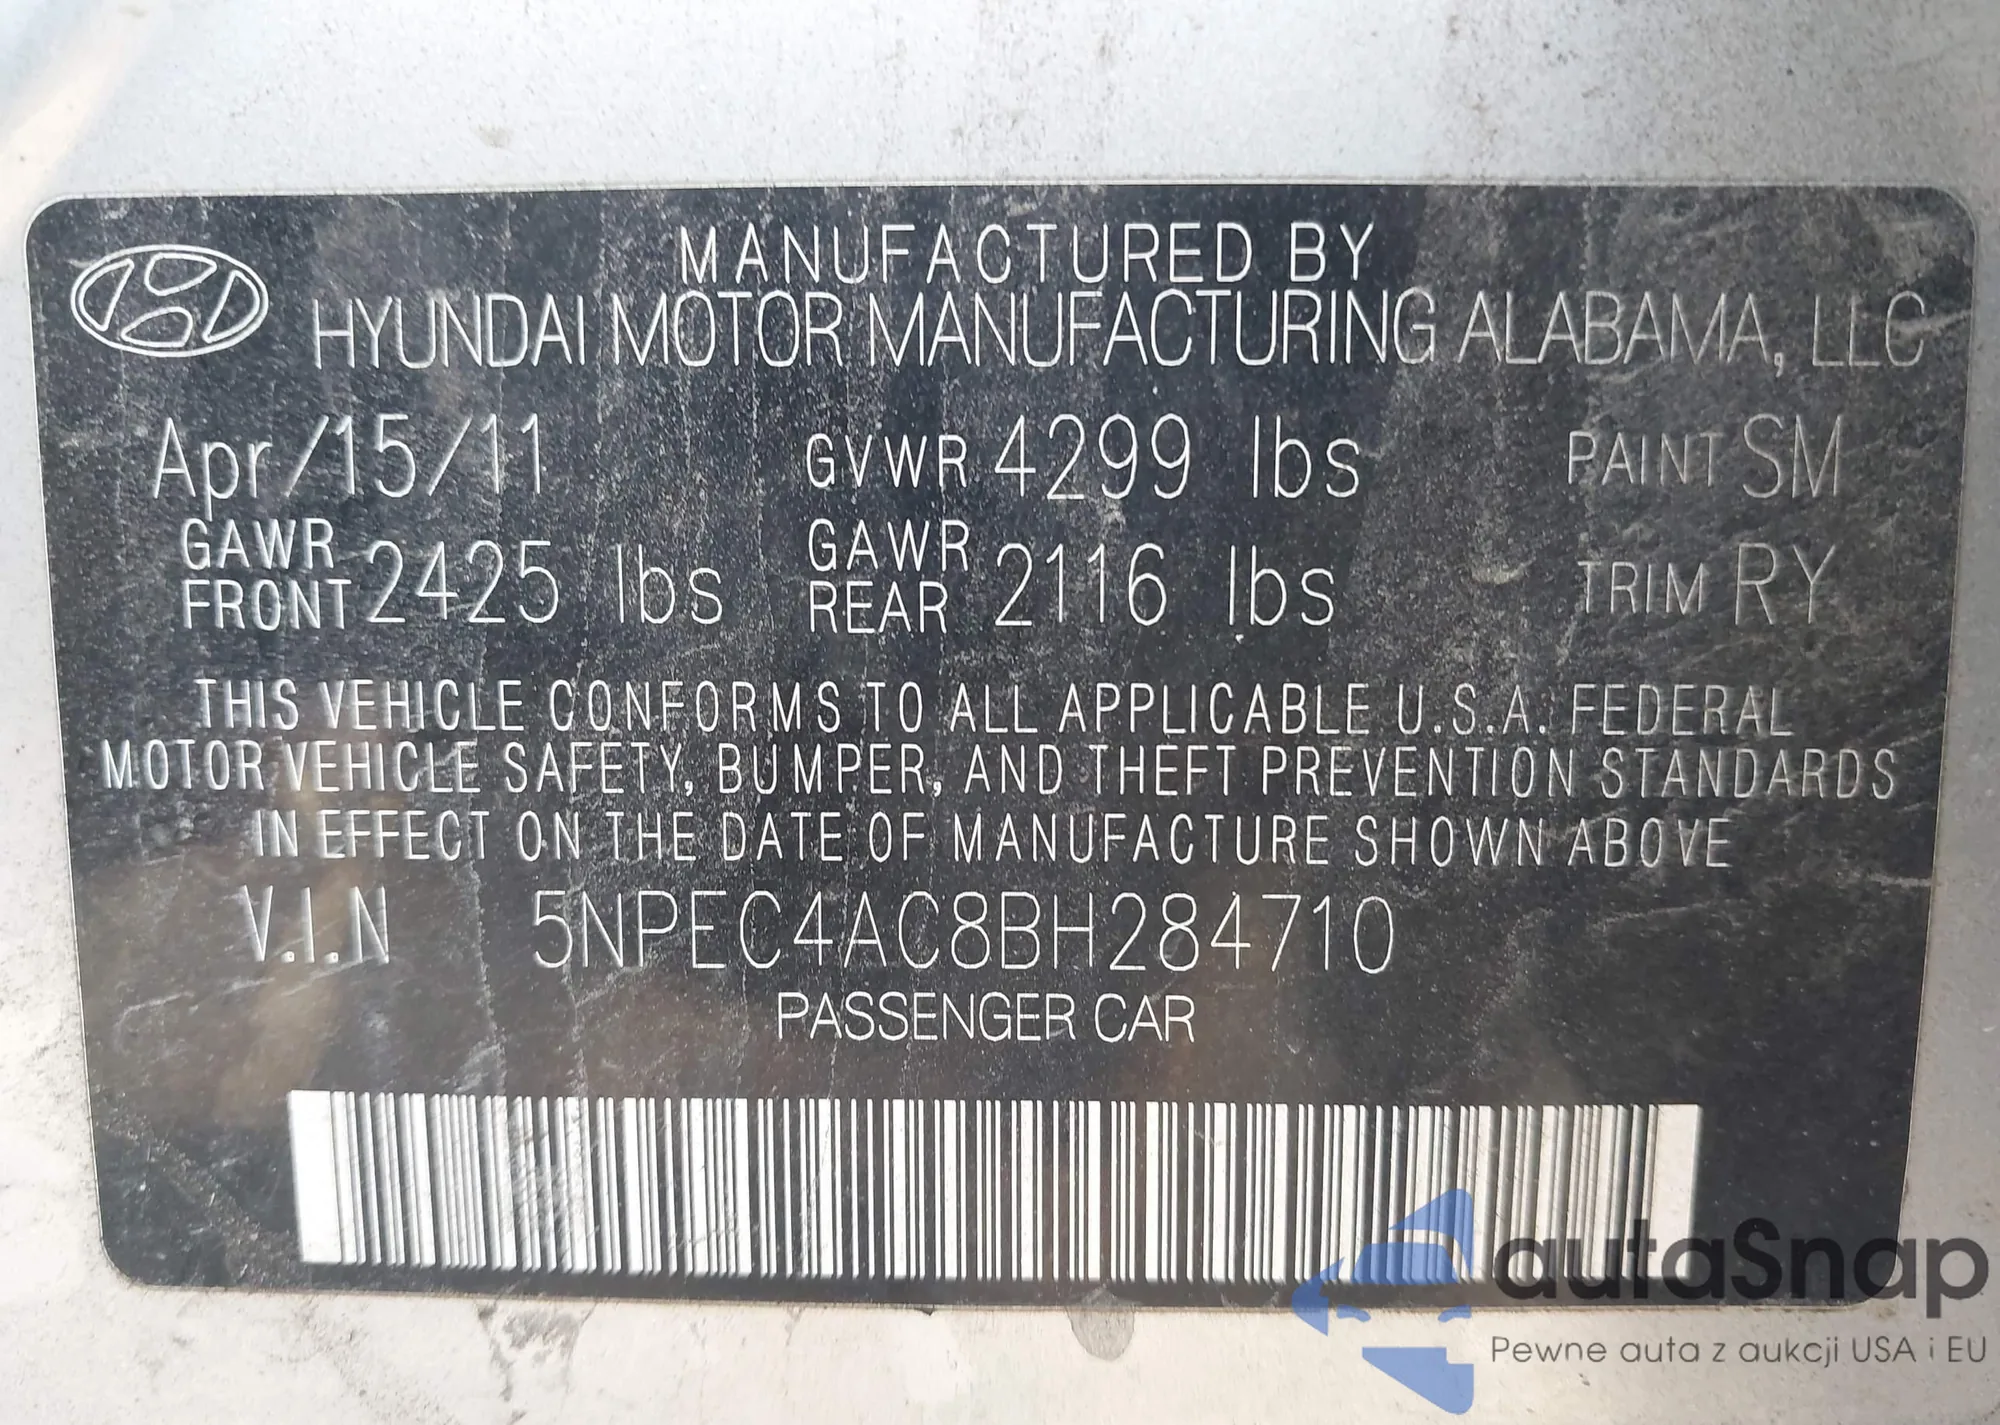 MANUFACTURED BY
HYUNDAI MOTOR MANUFACTURING ALABAMA, LLC
Apr/15/11 GVWR 4299 lbs PAINT SM
GAWR FRONT 2425 lbs GAWR REAR 2116 lbs TRIM RY
THIS VEHICLE CONFORMS TO ALL APPLICABLE U.S.A. FEDERAL
MOTOR VEHICLE SAFETY, BUMPER, AND THEFT PREVENTION STANDARDS
IN EFFECT ON THE DATE OF MANUFACTURE SHOWN ABOVE
V.I.N 5NPEC4AC8BH284710
PASSENGER CAR
autaSnap
Pewne auta z aukcji USA i EU